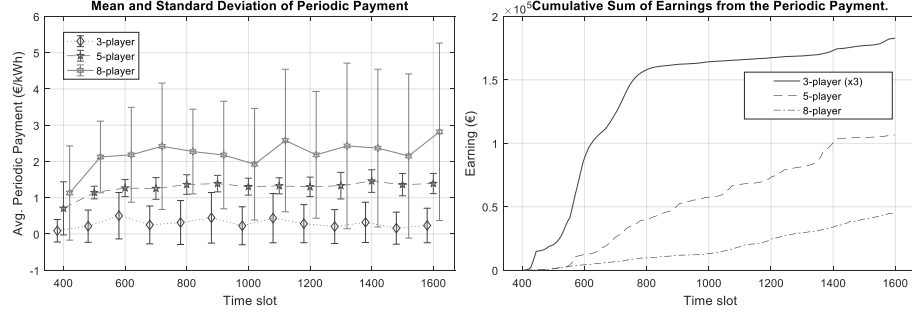 Mean and Standard Deviation of Periodic Payment
6
5
4
3
2
1
0
-1
Avg. Periodic Payment (€/kWh)
3-player
5-player
8-player
400
600
800
1000
1200
1400
1600
Time slot
Cumulative Sum of Earnings from the Periodic Payment.
×10⁵
2
1.5
1
0.5
0
Earning (€)
3-player (x3)
5-player
8-player
400
600
800
1000
1200
1400
1600
Time slot